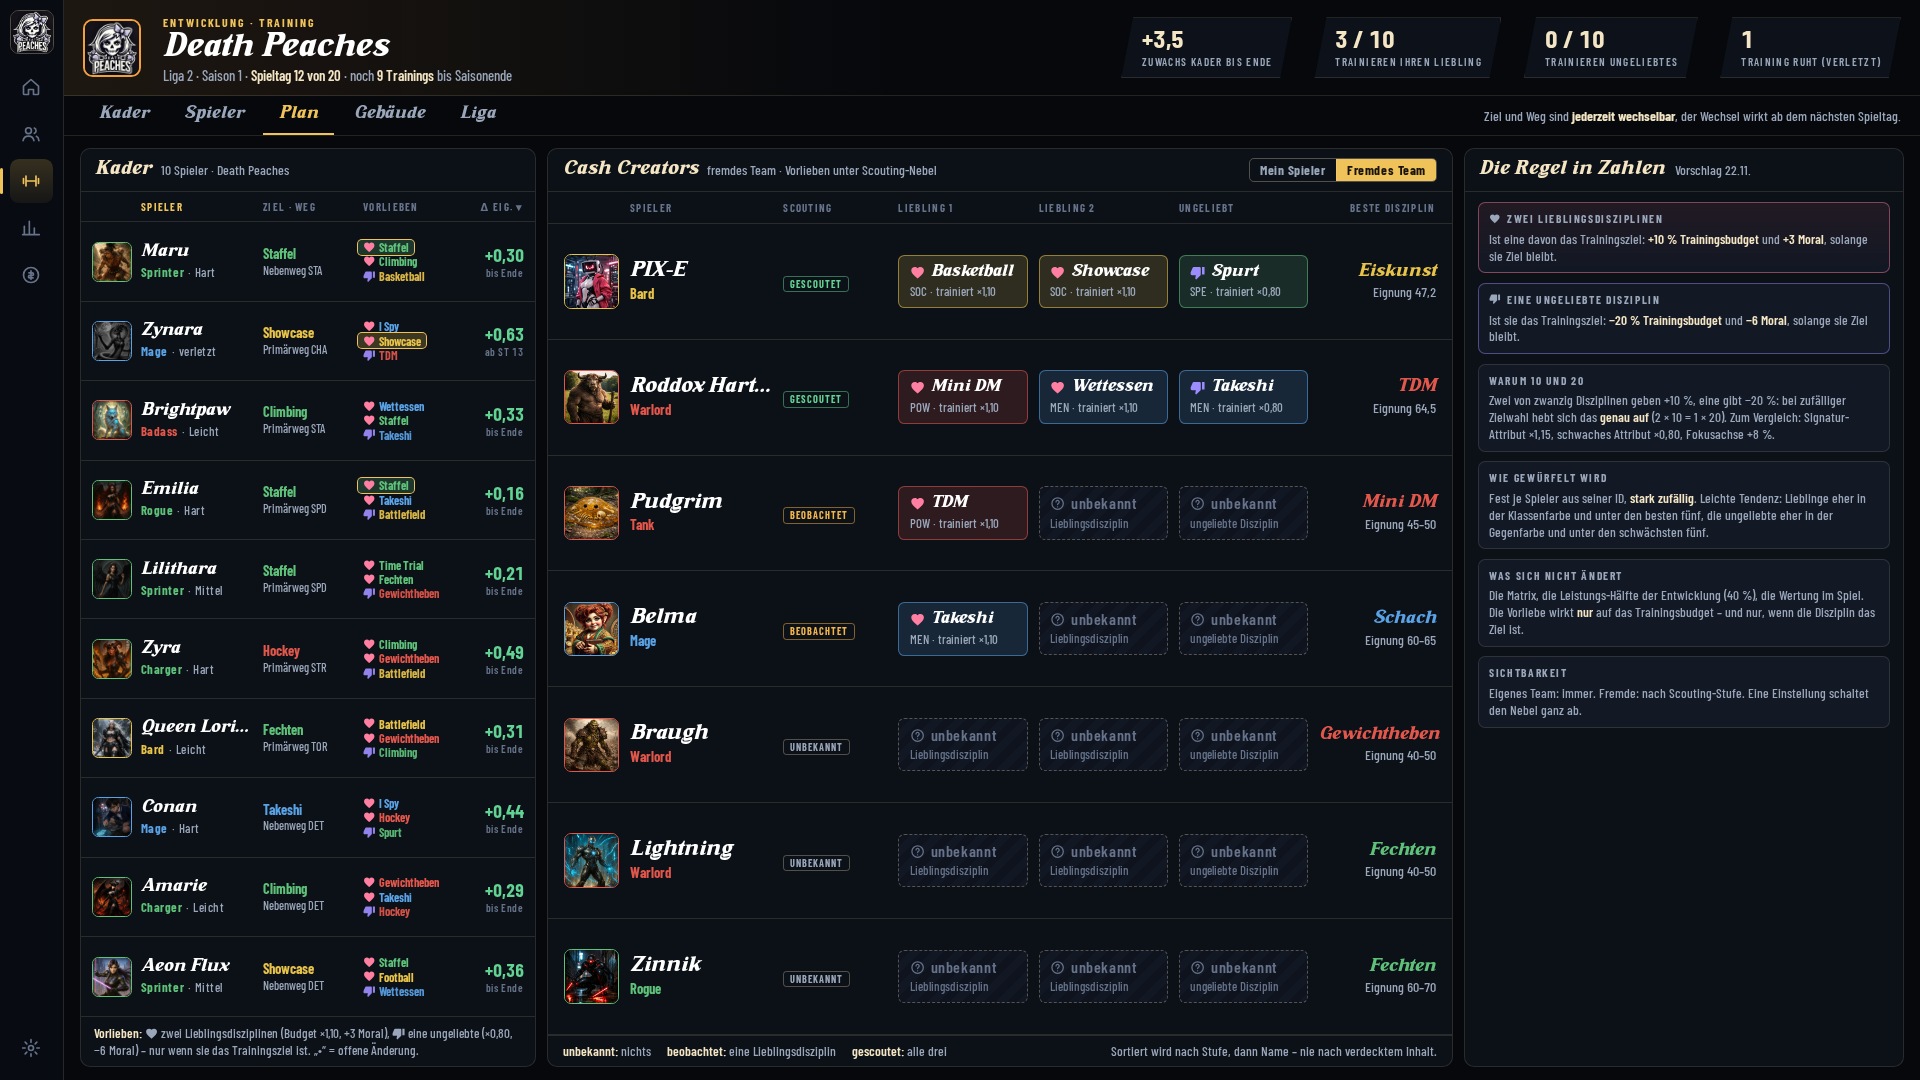 ENTWICKLUNG · TRAINING
Death Peaches
Liga 2 · Saison 1 · Spieltag 12 von 20 · noch 9 Trainings bis Saisonende
+3,5
ZUWACHS KADER BIS ENDE
3 / 10
TRAINIEREN IHREN LIEBLING
0 / 10
TRAINIEREN UNGELIEBTES
1
TRAINING RUHT (VERLETZT)
PEACHES
PEACHES
Kader
Spieler
Plan
Gebäude
Liga
Ziel und Weg sind jederzeit wechselbar, der Wechsel wirkt ab dem nächsten Spieltag.
Kader 10 Spieler · Death Peaches
SPIELER ZIEL · WEG VORLIEBEN Δ EIG. ▼
Maru
Sprinter · Hart
Staffel
Nebenweg STA
Staffel
Climbing
Basketball
+0,30
bis Ende
Zynara
Mage · verletzt
Showcase
Primärweg CHA
I Spy
Showcase
TDM
+0,63
ab ST 13
Brightpaw
Badass · Leicht
Climbing
Primärweg STA
Wettessen
Staffel
Takeshi
+0,33
bis Ende
Emilia
Rogue · Hart
Staffel
Primärweg SPD
Staffel
Takeshi
Battlefield
+0,16
bis Ende
Lilithara
Sprinter · Mittel
Staffel
Primärweg SPD
Time Trial
Fechten
Gewichtheben
+0,21
bis Ende
Zyra
Charger · Hart
Hockey
Primärweg STR
Climbing
Gewichtheben
Battlefield
+0,49
bis Ende
Queen Lori...
Bard · Leicht
Fechten
Primärweg TOR
Battlefield
Gewichtheben
Climbing
+0,31
bis Ende
Conan
Mage · Hart
Takeshi
Nebenweg DET
I Spy
Hockey
Spurt
+0,44
bis Ende
Amarie
Charger · Leicht
Climbing
Nebenweg DET
Gewichtheben
Takeshi
Hockey
+0,29
bis Ende
Aeon Flux
Sprinter · Mittel
Showcase
Nebenweg DET
Staffel
Football
Wettessen
+0,36
bis Ende
Vorlieben: ♥ zwei Lieblingsdisziplinen (Budget ×1,10, +3 Moral), 👎 eine ungeliebte (×0,80,
−6 Moral) – nur wenn sie das Trainingsziel ist. „•“ = offene Änderung.
Cash Creators fremdes Team · Vorlieben unter Scouting-Nebel
Mein Spieler Fremdes Team
SPIELER SCOUTING LIEBLING 1 LIEBLING 2 UNGELIEBT BESTE DISZIPLIN
PIX-E
Bard
GESCOUTET
Basketball
SOC · trainiert ×1,10
Showcase
SOC · trainiert ×1,10
Spurt
SPE · trainiert ×0,80
Eiskunst
Eignung 47,2
Roddox Hart...
Warlord
GESCOUTET
Mini DM
POW · trainiert ×1,10
Wettessen
MEN · trainiert ×1,10
Takeshi
MEN · trainiert ×0,80
TDM
Eignung 64,5
Pudgrim
Tank
BEOBACHTET
TDM
POW · trainiert ×1,10
unbekannt
Lieblingsdisziplin
unbekannt
ungeliebte Disziplin
Mini DM
Eignung 45-50
Belma
Mage
BEOBACHTET
Takeshi
MEN · trainiert ×1,10
unbekannt
Lieblingsdisziplin
unbekannt
ungeliebte Disziplin
Schach
Eignung 60-65
Braugh
Warlord
UNBEKANNT
unbekannt
Lieblingsdisziplin
unbekannt
Lieblingsdisziplin
unbekannt
ungeliebte Disziplin
Gewichtheben
Eignung 40-50
Lightning
Warlord
UNBEKANNT
unbekannt
Lieblingsdisziplin
unbekannt
Lieblingsdisziplin
unbekannt
ungeliebte Disziplin
Fechten
Eignung 40-50
Zinnik
Rogue
UNBEKANNT
unbekannt
Lieblingsdisziplin
unbekannt
Lieblingsdisziplin
unbekannt
ungeliebte Disziplin
Fechten
Eignung 60-70
unbekannt: nichts beobachtet: eine Lieblingsdisziplin gescoutet: alle drei
Sortiert wird nach Stufe, dann Name – nie nach verdecktem Inhalt.
Die Regel in Zahlen Vorschlag 22.11.
ZWEI LIEBLINGSDISZIPLINEN
Ist eine davon das Trainingsziel: +10 % Trainingsbudget und +3 Moral, solange
sie Ziel bleibt.
EINE UNGELIEBTE DISZIPLIN
Ist sie das Trainingsziel: −20 % Trainingsbudget und −6 Moral, solange sie Ziel
bleibt.
WARUM 10 UND 20
Zwei von zwanzig Disziplinen geben +10 %, eine gibt −20 %: bei zufälliger
Zielwahl hebt sich das genau auf (2 × 10 = 1 × 20). Zum Vergleich: Signatur-
Attribut ×1,15, schwaches Attribut ×0,80, Fokusachse +8 %.
WIE GEWÜRFELT WIRD
Fest je Spieler aus seiner ID, stark zufällig. Leichte Tendenz: Lieblinge eher in
der Klassenfarbe und unter den besten fünf, die ungeliebte eher in der
Gegenfarbe und unter den schwächsten fünf.
WAS SICH NICHT ÄNDERT
Die Matrix, die Leistungs-Hälfte der Entwicklung (40 %), die Wertung im Spiel.
Die Vorliebe wirkt nur auf das Trainingsbudget – und nur, wenn die Disziplin das
Ziel ist.
SICHTBARKEIT
Eigenes Team: immer. Fremde: nach Scouting-Stufe. Eine Einstellung schaltet
den Nebel ganz ab.